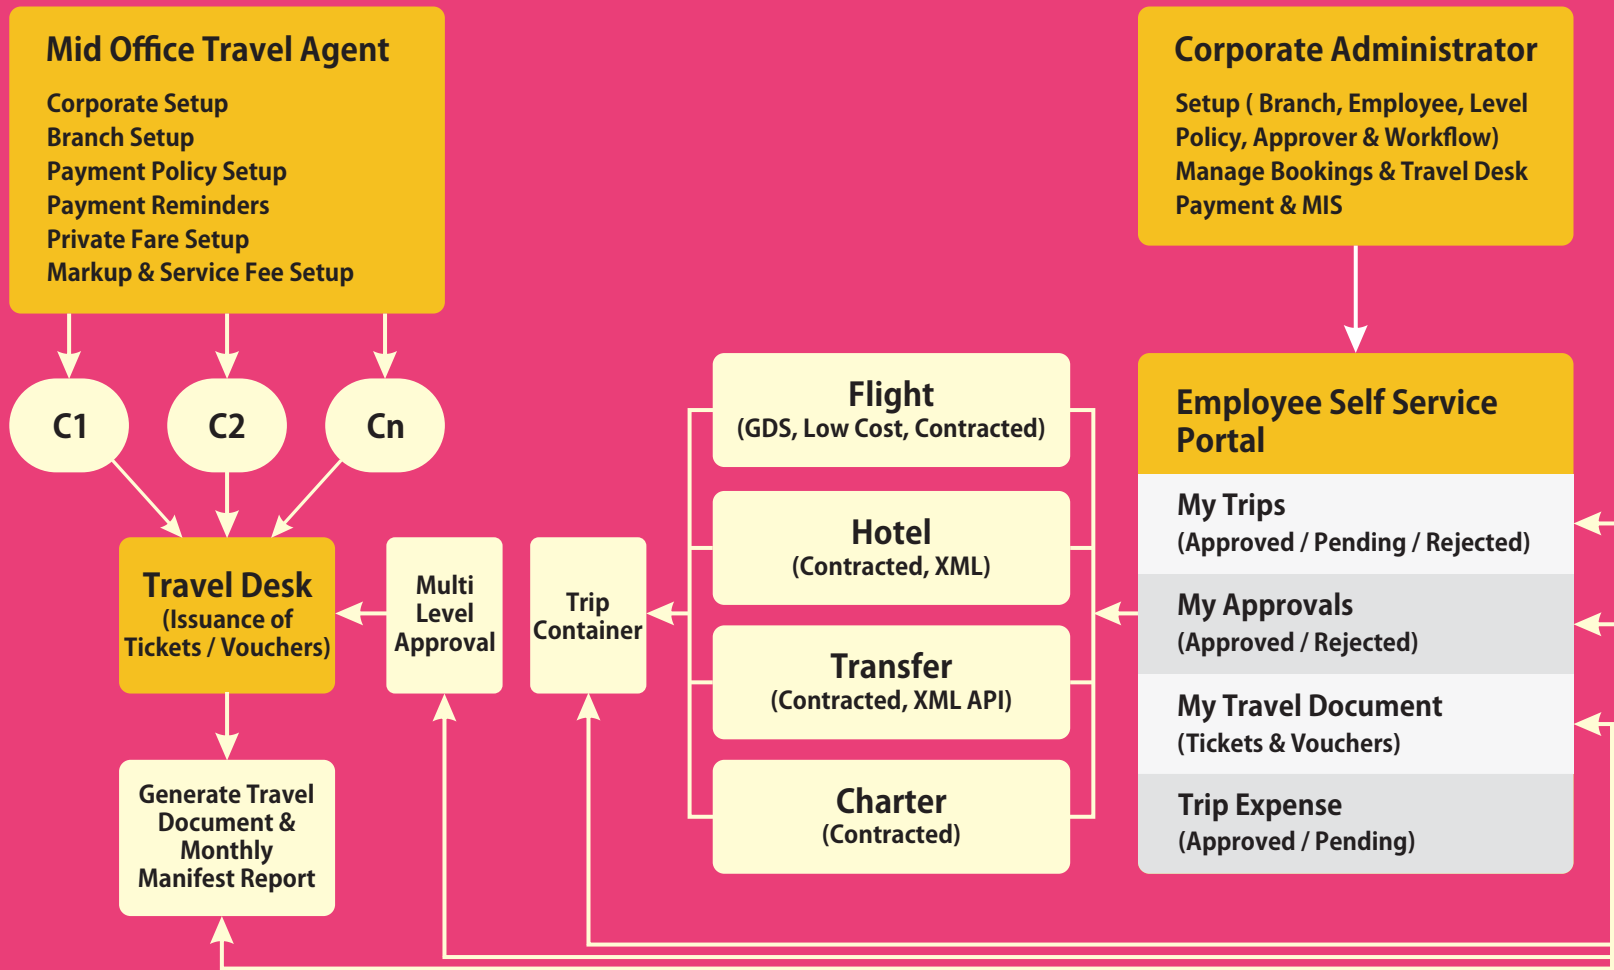 Mid Office Travel Agent
Corporate Setup
Branch Setup
Payment Policy Setup
Payment Reminders
Private Fare Setup
Markup & Service Fee Setup
Corporate Administrator
Setup ( Branch, Employee, Level
Policy, Approver & Workflow)
Manage Bookings & Travel Desk
Payment & MIS
C1
C2
Cn
Travel Desk
(Issuance of
Tickets / Vouchers)
Multi
Level
Approval
Trip
Container
Generate Travel
Document &
Monthly
Manifest Report
Flight
(GDS, Low Cost, Contracted)
Hotel
(Contracted, XML)
Transfer
(Contracted, XML API)
Charter
(Contracted)
Employee Self Service
Portal
My Trips
(Approved / Pending / Rejected)
My Approvals
(Approved / Rejected)
My Travel Document
(Tickets & Vouchers)
Trip Expense
(Approved / Pending)